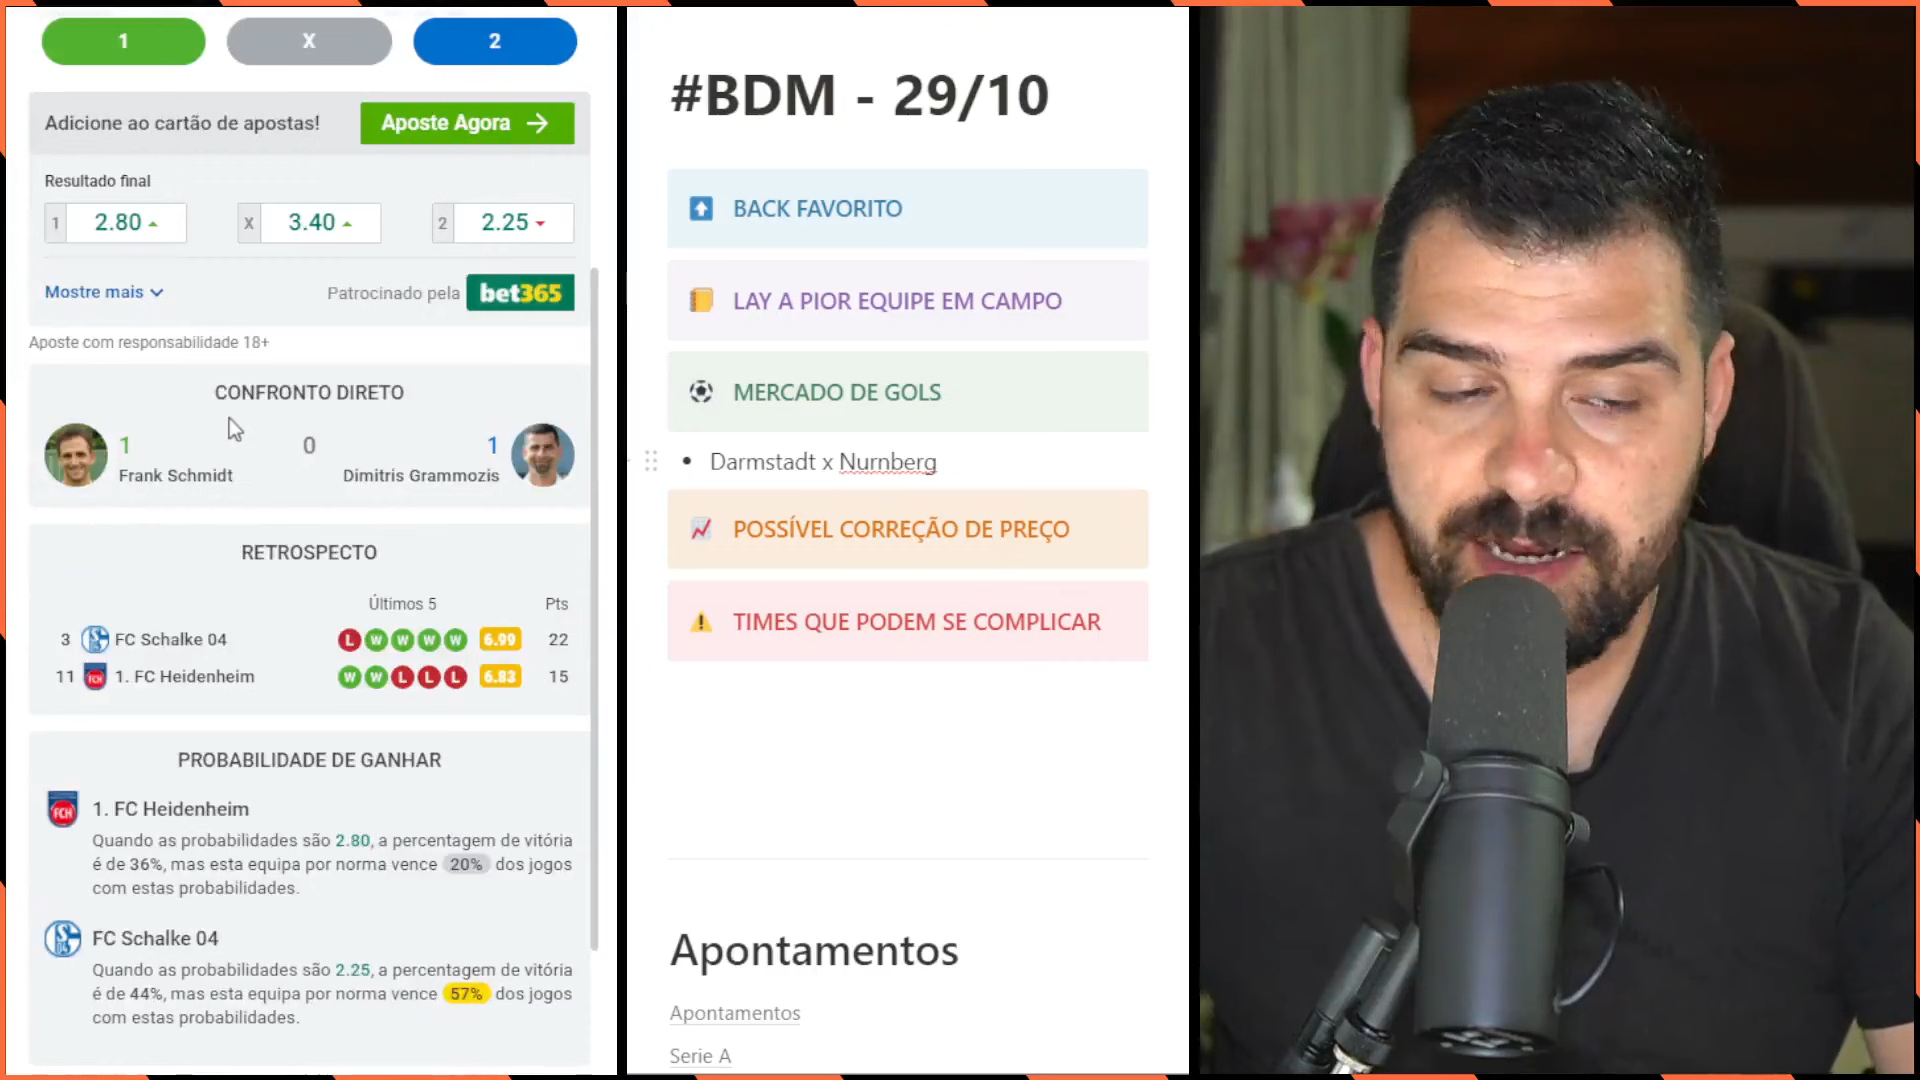 1
X
2
Adicione ao cartão de apostas!
Aposte Agora
Resultado final
1 2.80
X 3.40
2 2.25
Mostre mais
Patrocinado pela bet365
Aposte com responsabilidade 18+
CONFRONTO DIRETO
1 0 1
Frank Schmidt Dimitris Grammozis
RETROSPECTO
Últimos 5 Pts
3 FC Schalke 04 L W W W W 6.99 22
11 1. FC Heidenheim W W L L L 6.83 15
PROBABILIDADE DE GANHAR
1. FC Heidenheim
Quando as probabilidades são 2.80, a percentagem de vitória
é de 36%, mas esta equipa por norma vence 20% dos jogos
com estas probabilidades.
FC Schalke 04
Quando as probabilidades são 2.25, a percentagem de vitória
é de 44%, mas esta equipa por norma vence 57% dos jogos
com estas probabilidades.
#BDM - 29/10
BACK FAVORITO
LAY A PIOR EQUIPE EM CAMPO
MERCADO DE GOLS
• Darmstadt x Nurnberg
POSSÍVEL CORREÇÃO DE PREÇO
TIMES QUE PODEM SE COMPLICAR
Apontamentos
Apontamentos
Serie A